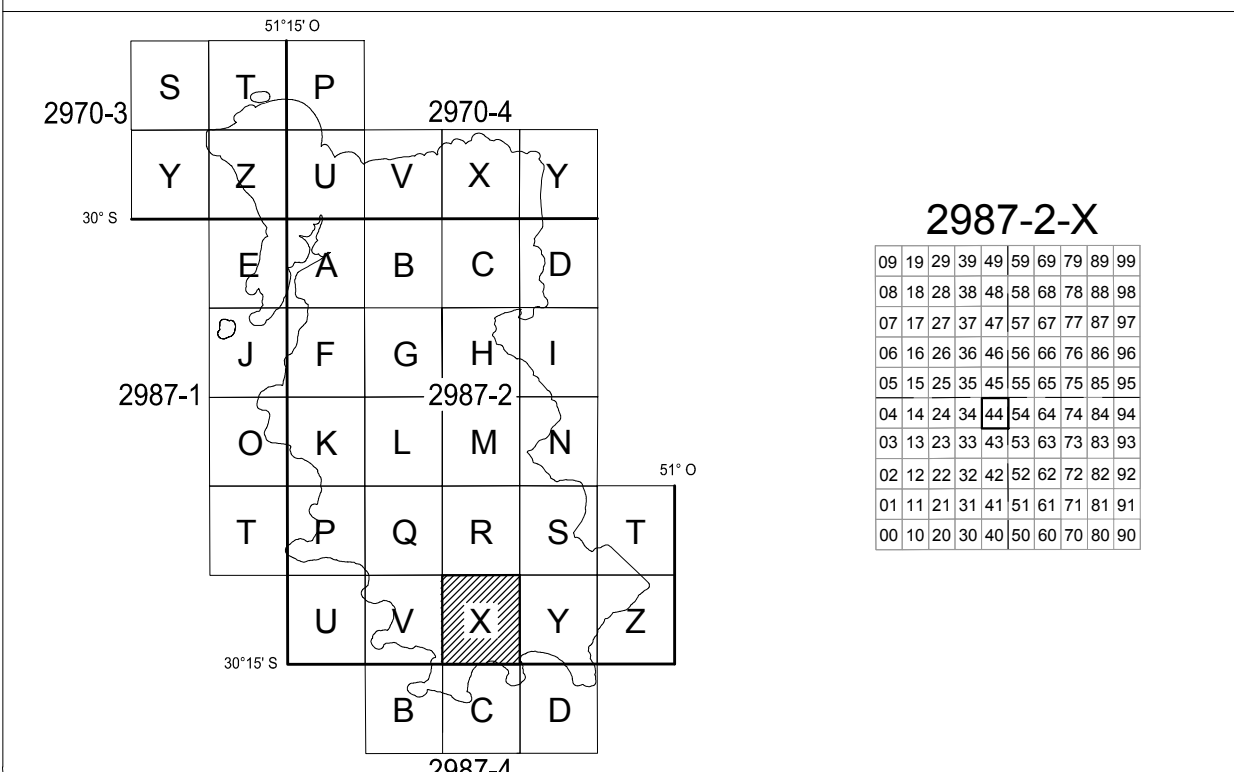 51°15' O
S T P
2970-3 2970-4
Y Z U V X Y
30° S
E A B C D
J F G H I
2987-1 2987-2
O K L M N
51° O
T P Q R S T
U V X Y Z
30°15' S
B C D
2987-4
2987-2-X
09 19 29 39 49 59 69 79 89 99
08 18 28 38 48 58 68 78 88 98
07 17 27 37 47 57 67 77 87 97
06 16 26 36 46 56 66 76 86 96
05 15 25 35 45 55 65 75 85 95
04 14 24 34 44 54 64 74 84 94
03 13 23 33 43 53 63 73 83 93
02 12 22 32 42 52 62 72 82 92
01 11 21 31 41 51 61 71 81 91
00 10 20 30 40 50 60 70 80 90